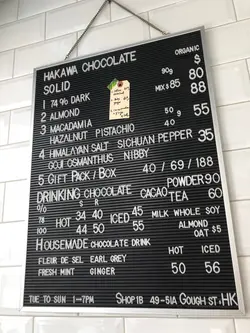 HAKAWA CHOCOLATE
ORGANIC
SOLID 90g $
1 74% DARK 80
2 ALMOND MIX $85 88
3 MACADAMIA 50g 55
HAZALNUT PISTACHIO 40
4 HIMALAYAN SALT SICHUAN PEPPER 35
GOLD OSMANTHUS NIBBY
5 GIFT PACK / BOX 40 / 69 / 188
DRINKING CHOCOLATE CACAO POWDER 90
% S R TEA 60
HOT 34 40 ICED 45 MILK WHOLE SOY
100 44 50 55 ALMOND
OAT $5
HOUSEMADE CHOCOLATE DRINK HOT ICED
FLEUR DE SEL EARL GREY
FRESH MINT GINGER 50 56
TUE TO SUN 1-7PM SHOP 1B 49-51A GOUGH ST. HK